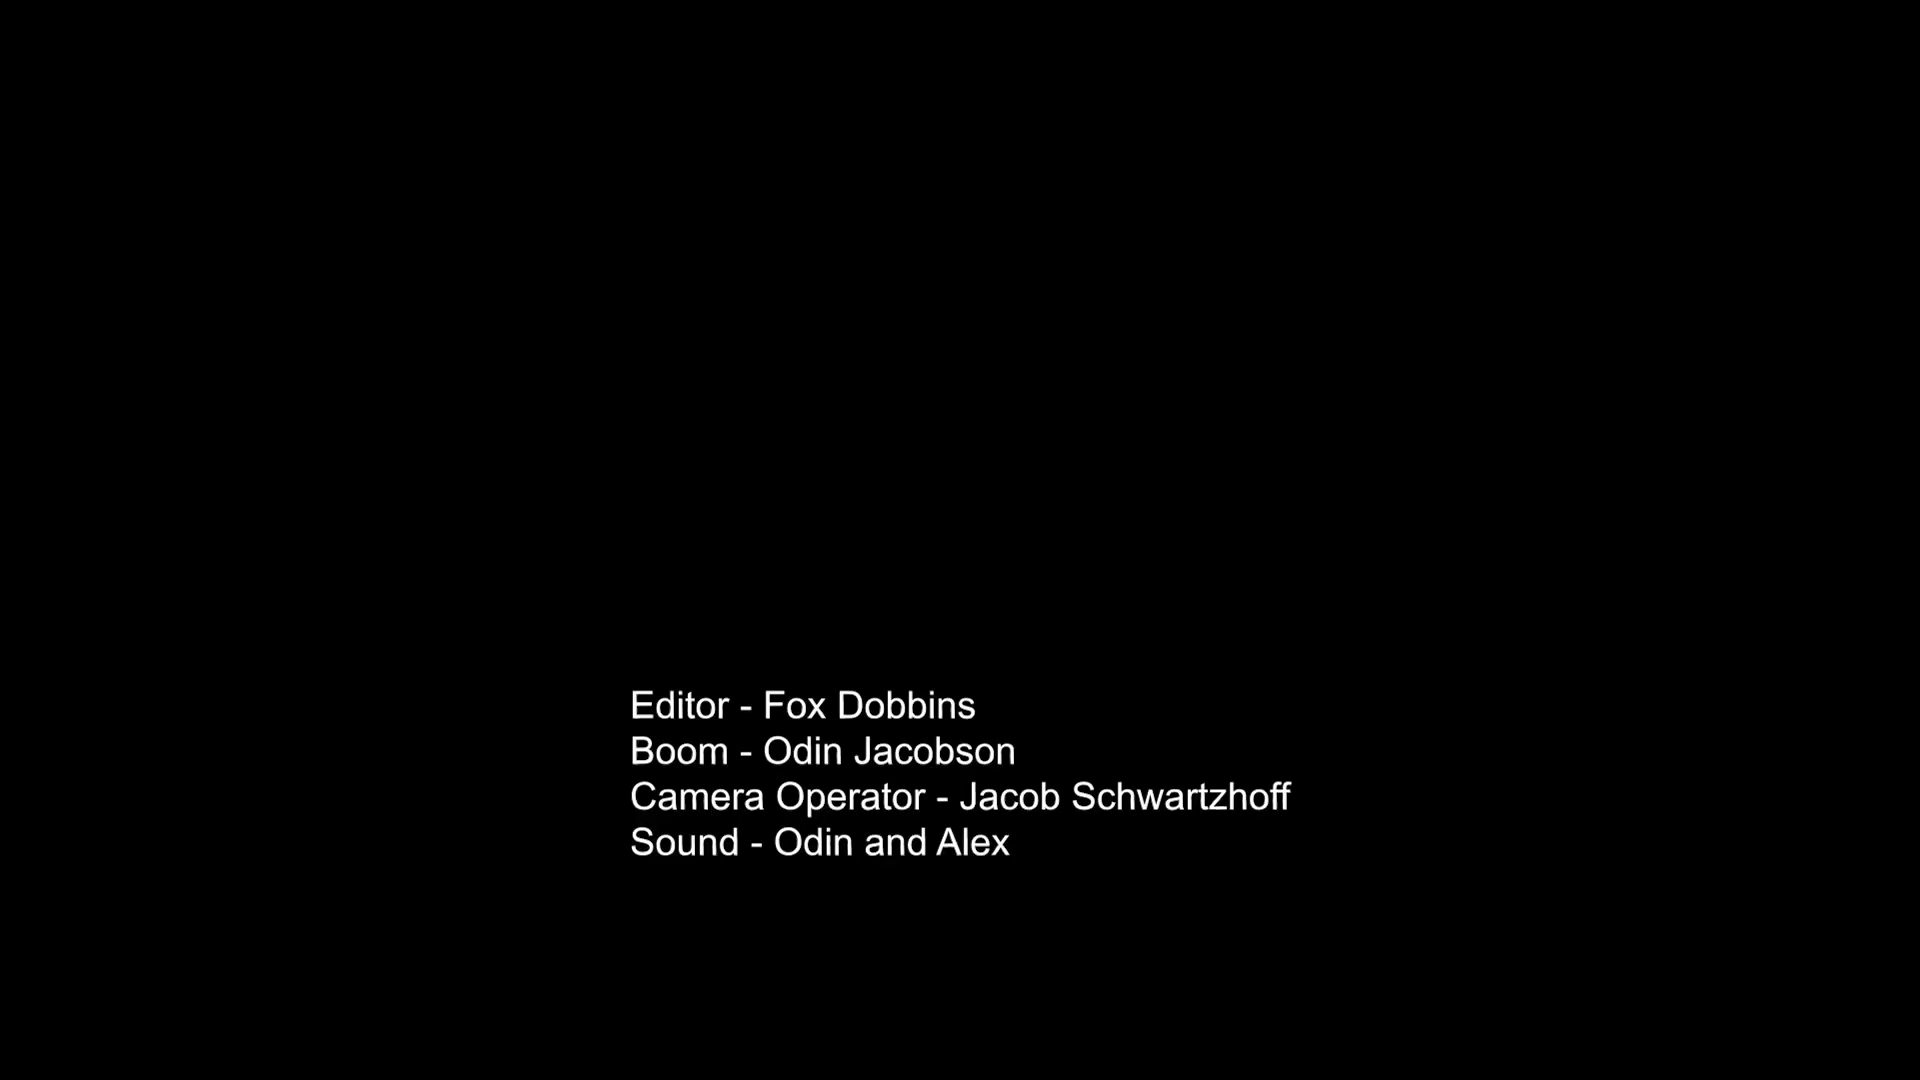 Editor - Fox Dobbins
Boom - Odin Jacobson
Camera Operator - Jacob Schwartzhoff
Sound - Odin and Alex